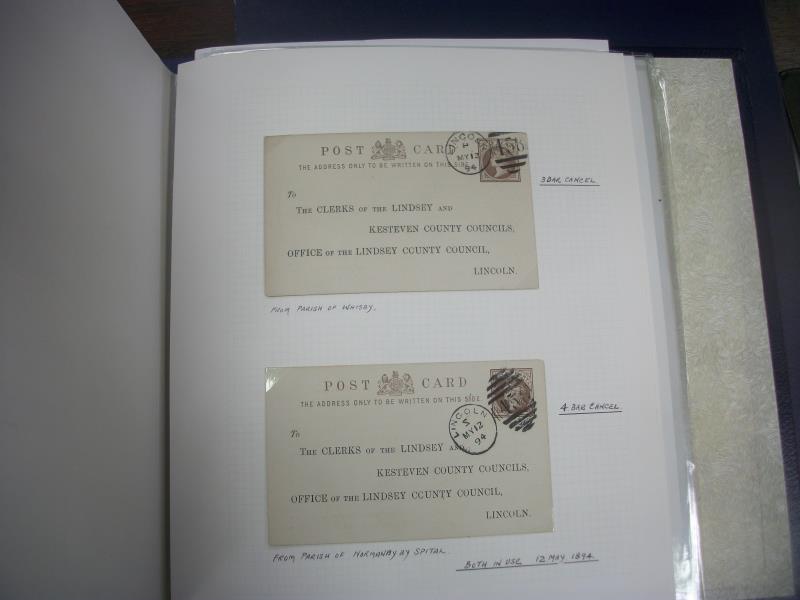 POST CARD
THE ADDRESS ONLY TO BE WRITTEN ON THIS SIDE.
LINCOLN
MY 12
94
3 BAR CANCEL
To
THE CLERKS OF THE LINDSEY AND
KESTEVEN COUNTY COUNCILS,
OFFICE OF THE LINDSEY COUNTY COUNCIL,
LINCOLN.
FROM PARISH OF WHISBY.
POST CARD
THE ADDRESS ONLY TO BE WRITTEN ON THIS SIDE.
LINCOLN
MY 12
94
4 BAR CANCEL
To
THE CLERKS OF THE LINDSEY AND
KESTEVEN COUNTY COUNCILS,
OFFICE OF THE LINDSEY COUNTY COUNCIL,
LINCOLN.
FROM PARISH OF NORMANBY BY SPITAL.
BOTH IN USE 12 MAY 1894